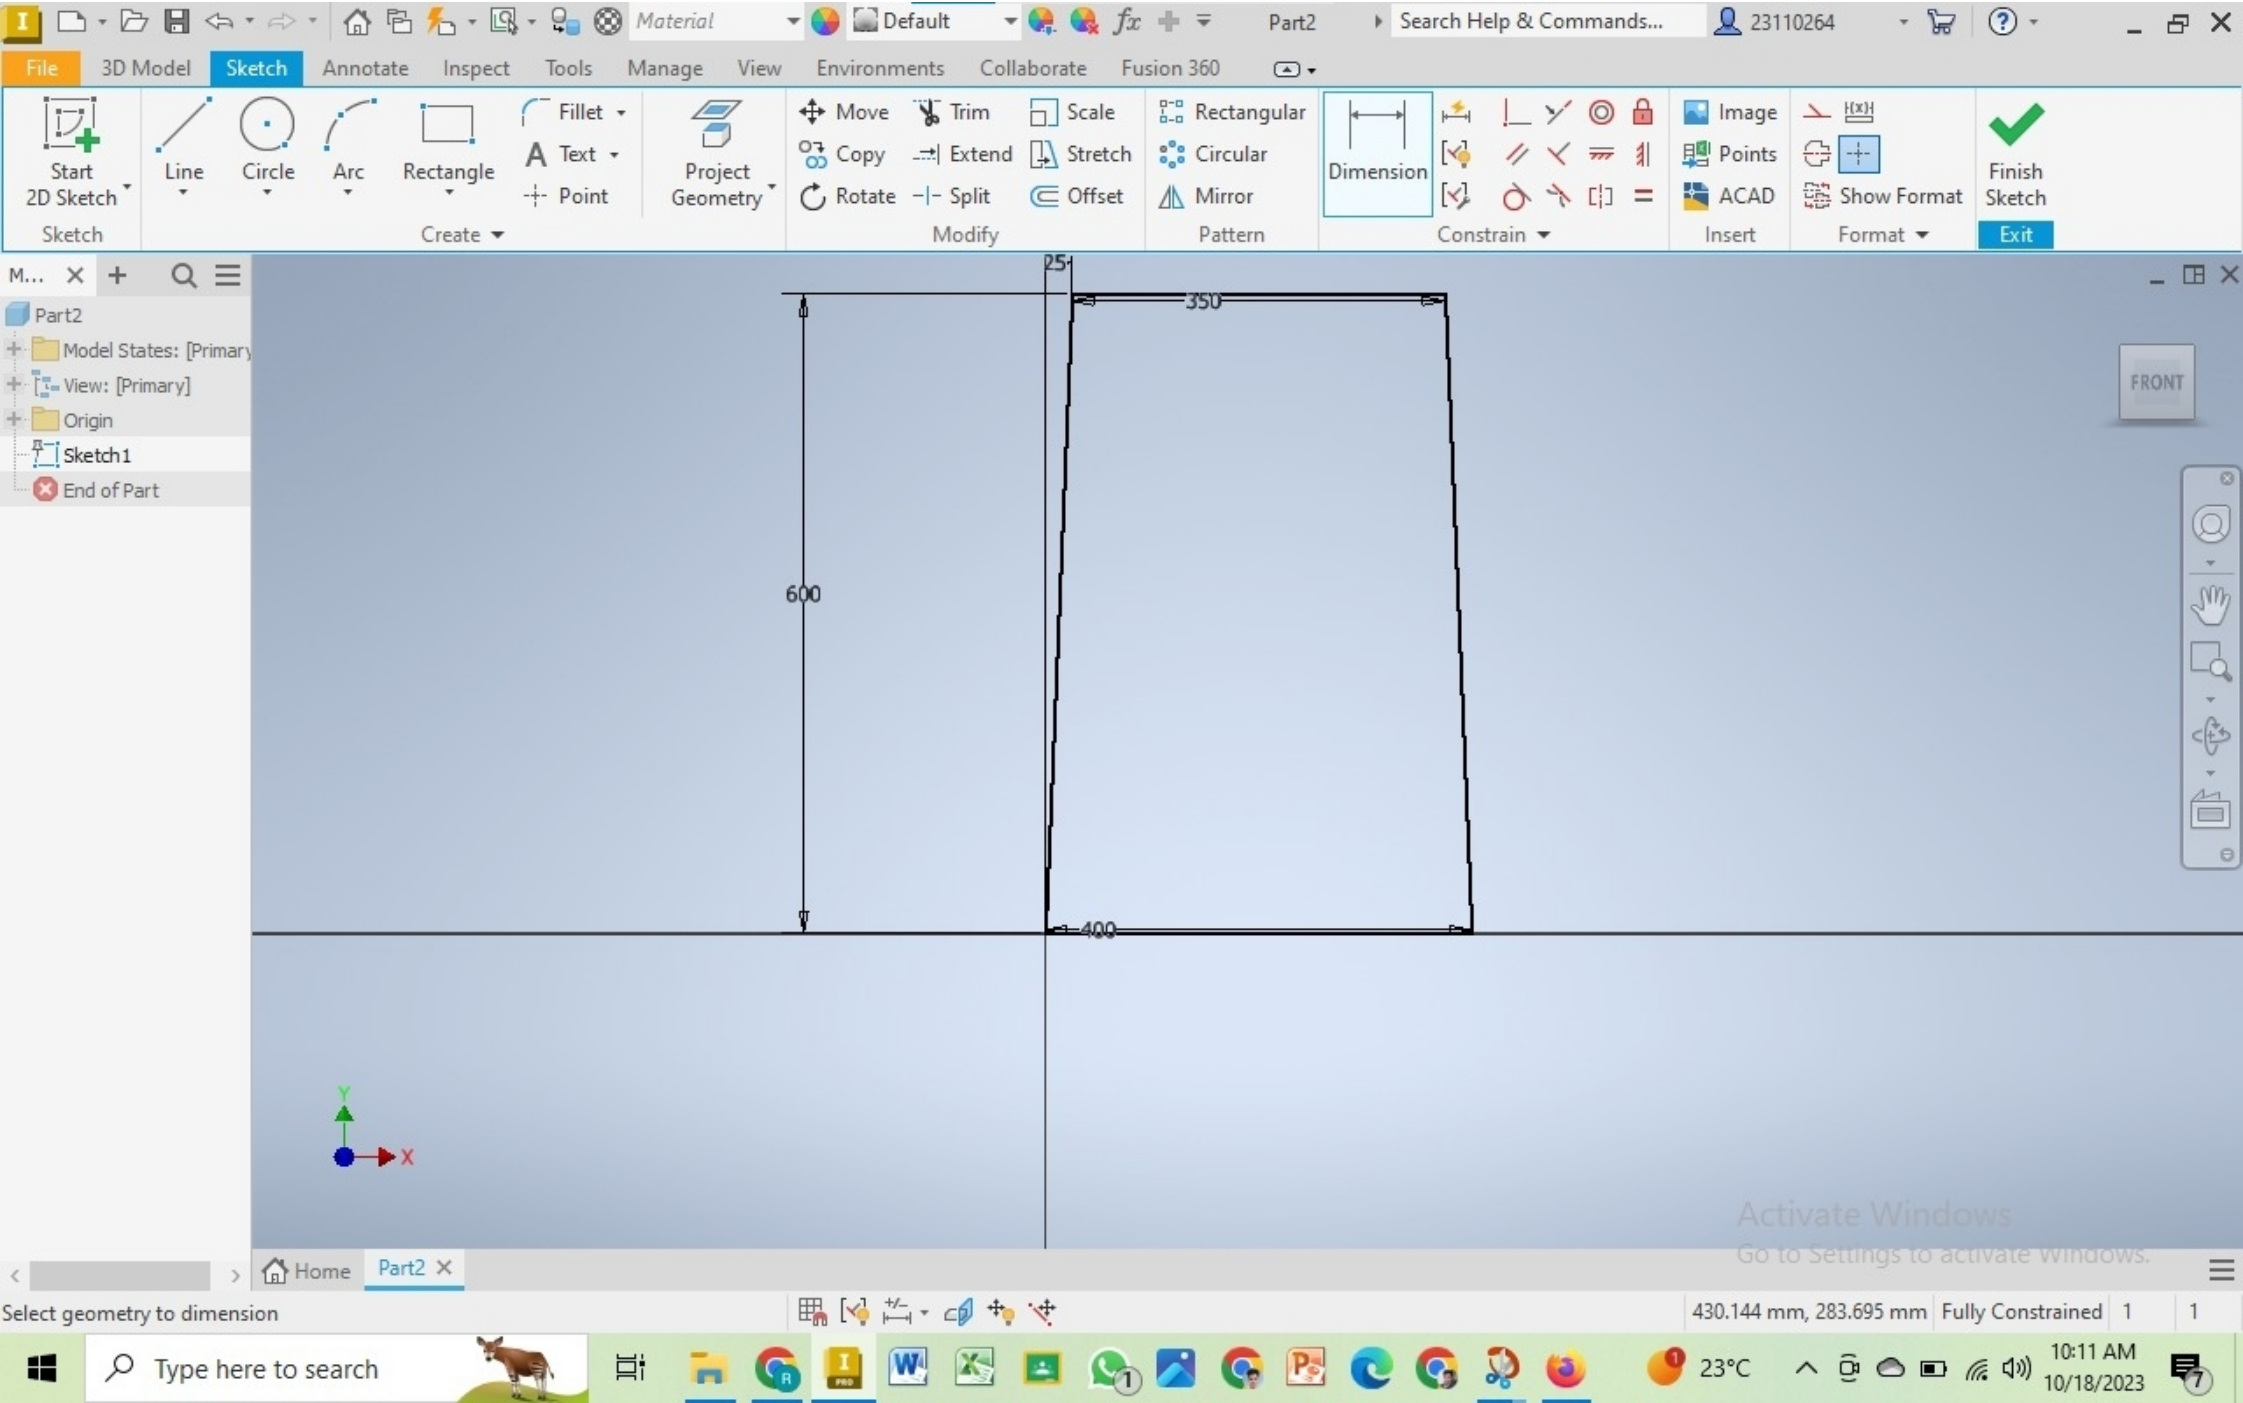 I Material Default fx Part2 Search Help & Commands... 23110264
File 3D Model Sketch Annotate Inspect Tools Manage View Environments Collaborate Fusion 360
Start 2D Sketch
Line
Circle
Arc
Rectangle
Fillet
A Text
Point
Project Geometry
Move Trim Scale
Copy Extend Stretch
Rotate Split Offset
Rectangular
Circular
Mirror
Dimension
Image
Points
ACAD
Show Format
Finish Sketch
Sketch Create Modify Pattern Constrain Insert Format Exit
M...
Part2
Model States: [Primary
View: [Primary]
Origin
Sketch1
End of Part
25
350
600
400
FRONT
Y
X
Activate Windows
Go to Settings to activate Windows.
Home Part2
Select geometry to dimension
430.144 mm, 283.695 mm Fully Constrained 1 1
Type here to search
R I PRO W X 1 P 1 23°C
10:11 AM
10/18/2023
7